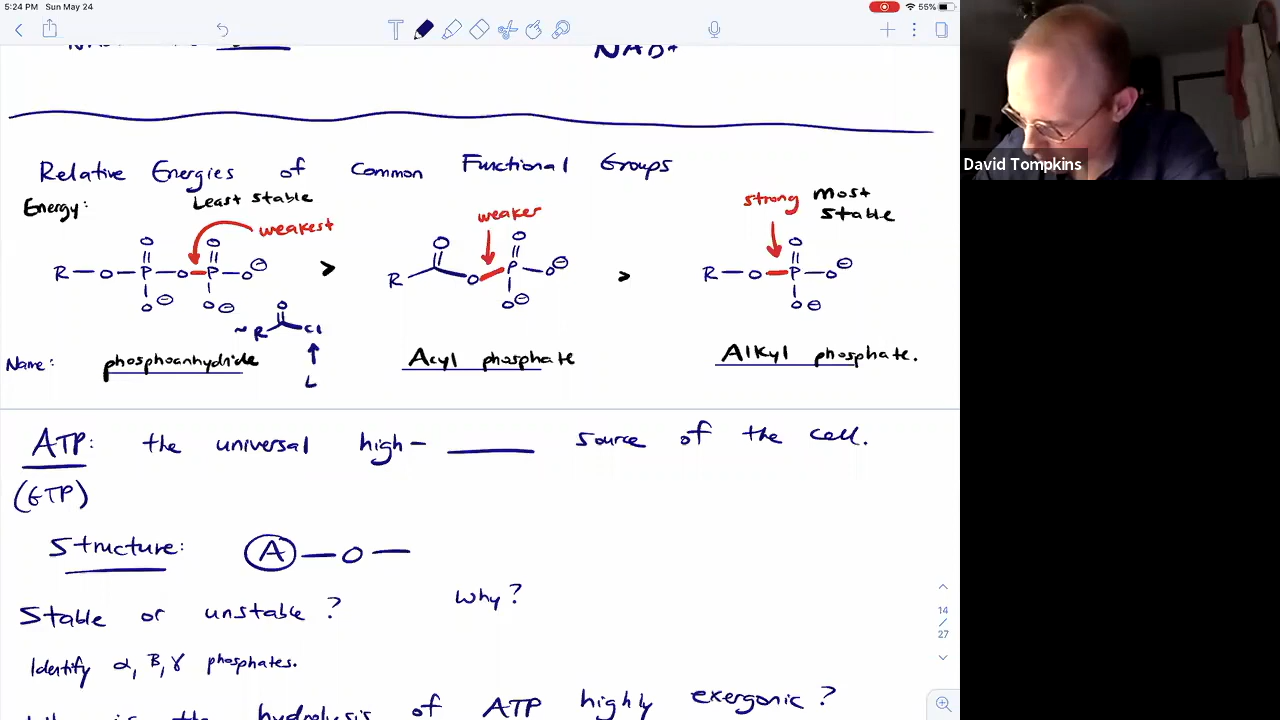 5:24 PM Sun May 24
55%
NAD+
Relative Energies of Common Functional Groups
Energy:
Least stable
weakest
weaker
strong
Most stable
R—O—P—O—P—O⊖
O O
O⊖ O⊖
>
R O P O⊖
O O
O⊖
>
R—O—P—O⊖
O
O⊖
~R O Cl
L
Name:
phosphoanhydride
Acyl phosphate
Alkyl phosphate.
ATP: the universal high- ______ source of the cell.
(GTP)
Structure: A—O—
Stable or unstable? Why?
Identify α, β, γ phosphates.
hydrolysis of ATP highly exergonic?
14
/
27
David Tompkins